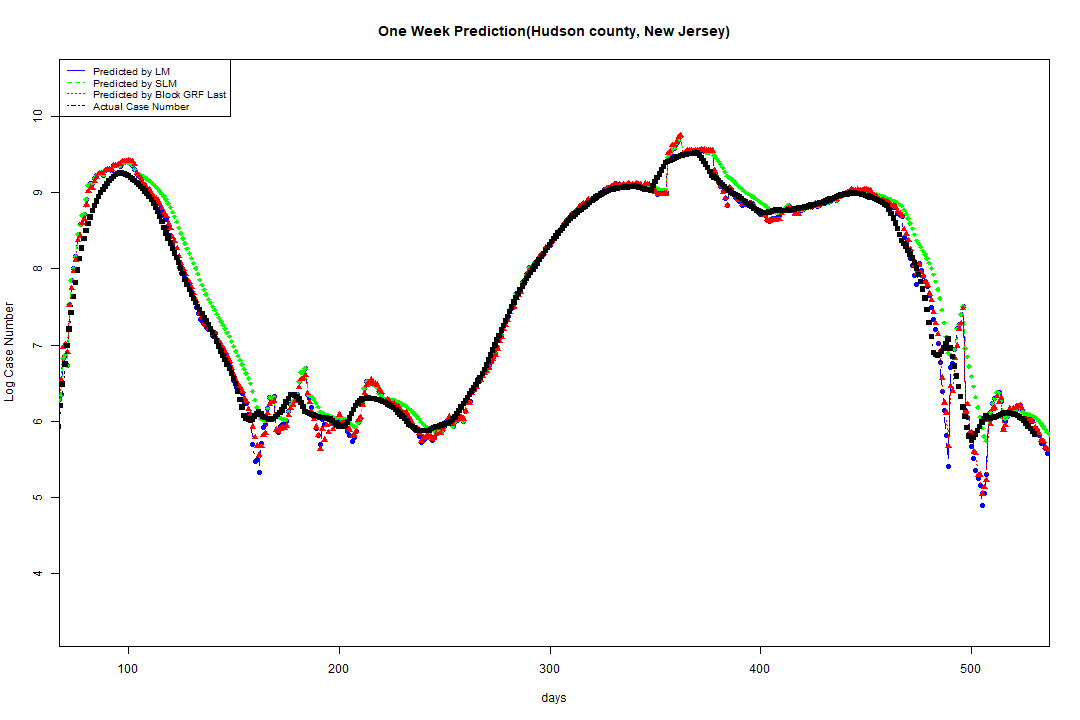 One Week Prediction(Hudson county, New Jersey)
Predicted by LM
Predicted by SLM
Predicted by Block GRF Last
Actual Case Number
10
9
8
7
6
5
4
Log Case Number
100 200 300 400 500
days